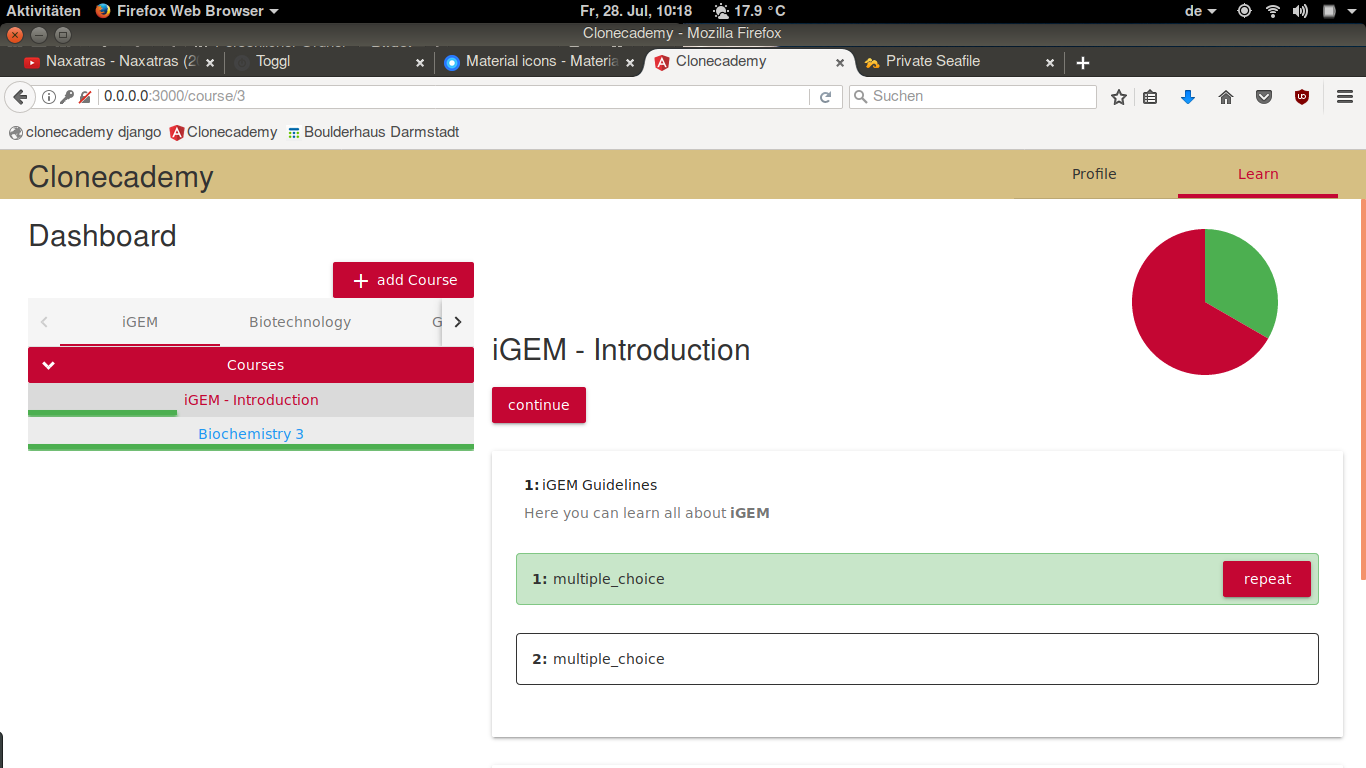 Aktivitäten Firefox Web Browser Fr, 28. Jul, 10:18 17.9 °C de
Clonecademy - Mozilla Firefox
Naxatras - Naxatras (2 Toggl Material icons - Materia Clonecademy Private Seafile
0.0.0.0:3000/course/3 Suchen
clonecademy django Clonecademy Boulderhaus Darmstadt
Clonecademy Profile Learn
Dashboard
add Course
iGEM Biotechnology G
Courses
iGEM - Introduction
Biochemistry 3
iGEM - Introduction
continue
1: iGEM Guidelines
Here you can learn all about iGEM
1: multiple_choice repeat
2: multiple_choice